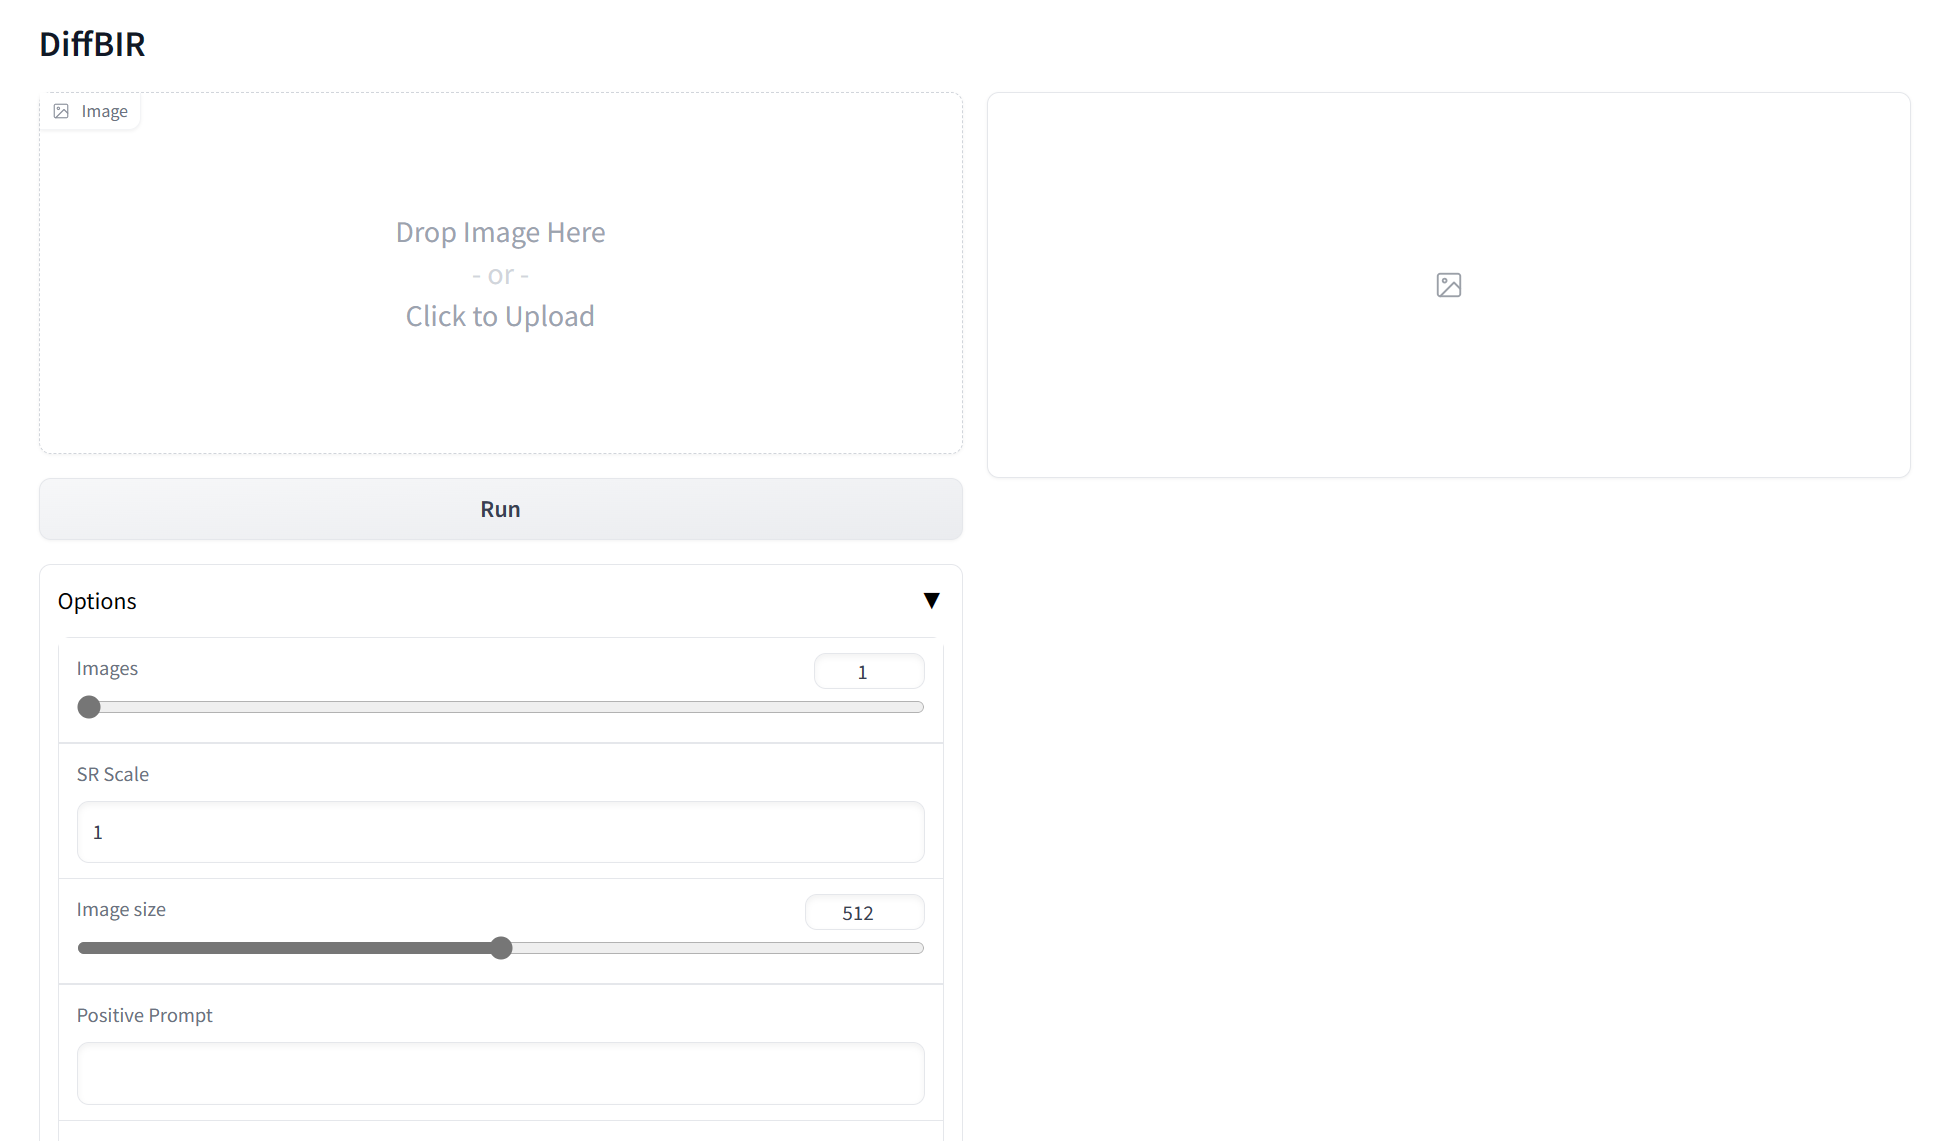 DiffBIR
Image
Drop Image Here
- or -
Click to Upload
Run
Options
▼
Images
1
SR Scale
1
Image size
512
Positive Prompt